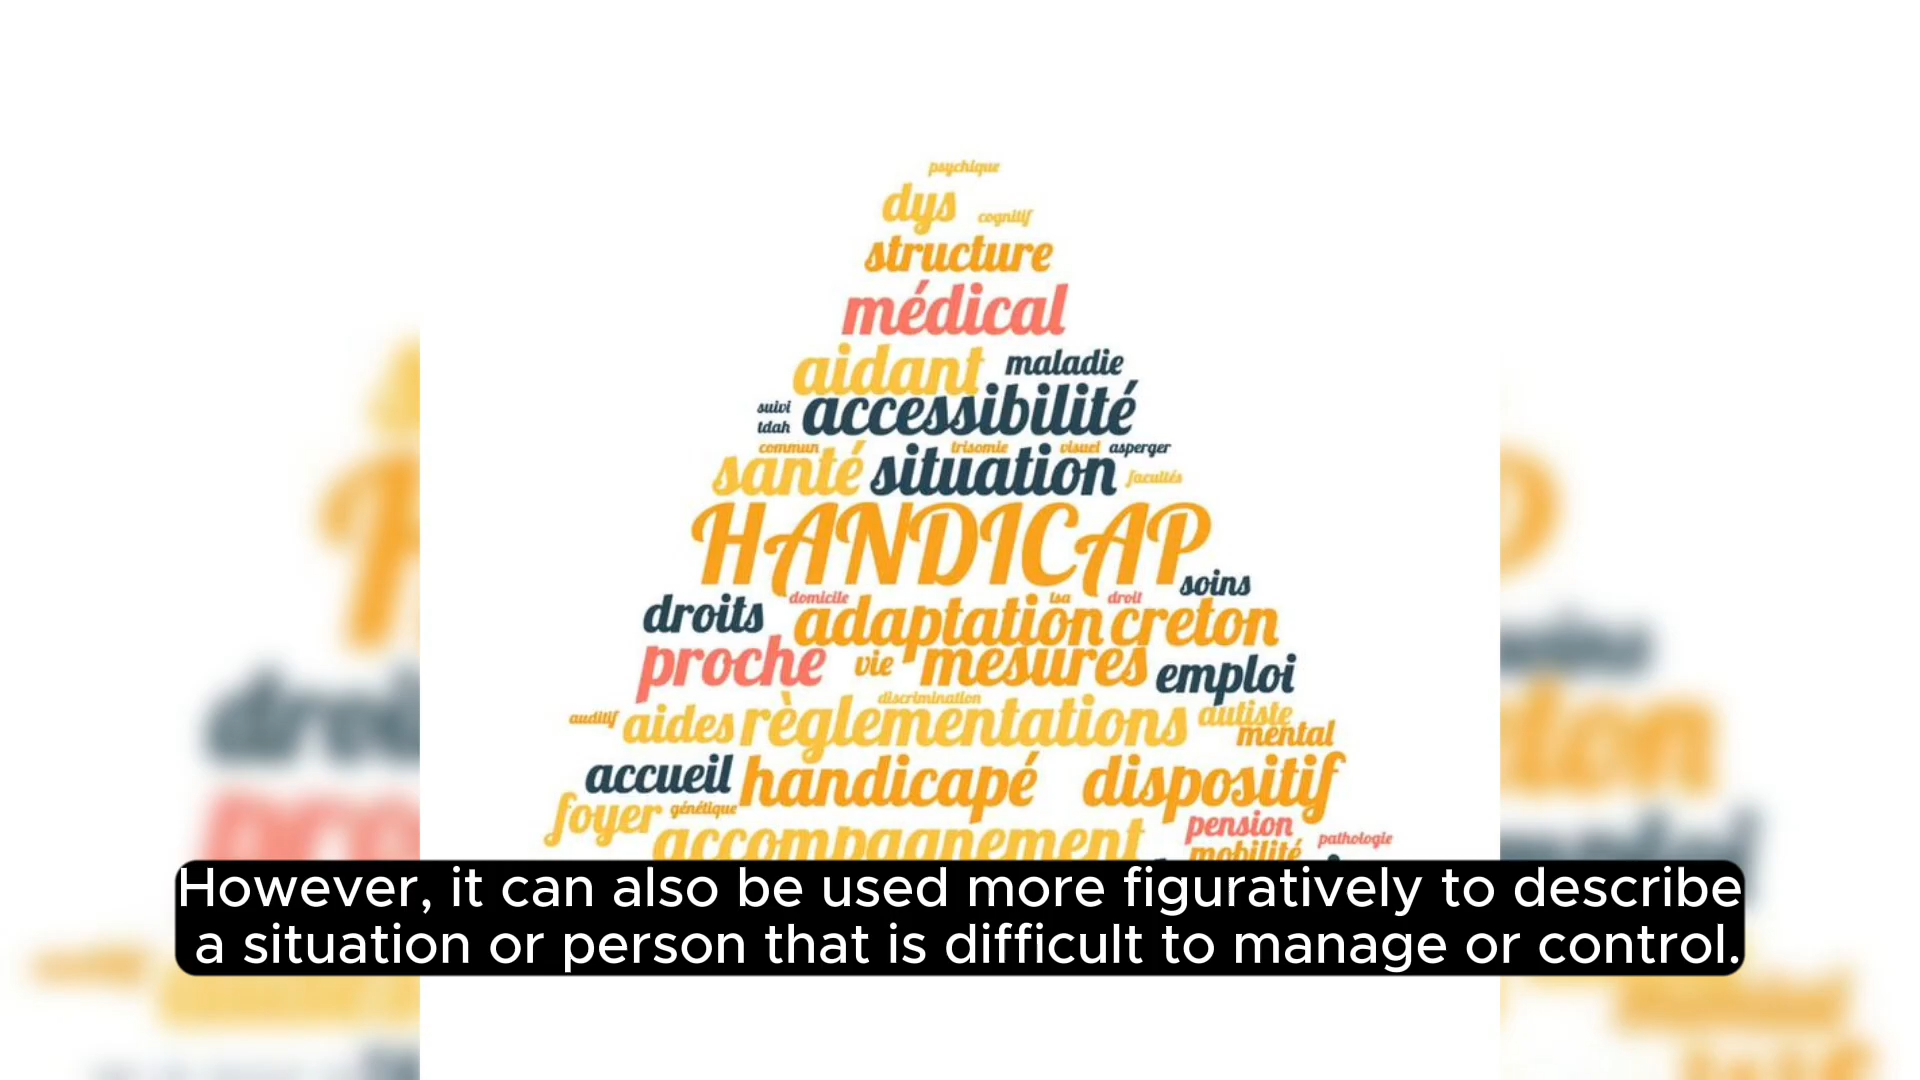 psychique
dys cognitif
structure
médical
aidant maladie
suivi accessibilité
tdah
commun trisomie visuel asperger
santé situation facultés
HANDICAP
soins
domicile tsa droit
droits adaptation creton
proche vie mesures emploi
discrimination
auditif aides règlementations autiste
mental
accueil handicapé dispositif
foyer génétique
accompagnement pension pathologie
mobilité
However, it can also be used more figuratively to describe
a situation or person that is difficult to manage or control.